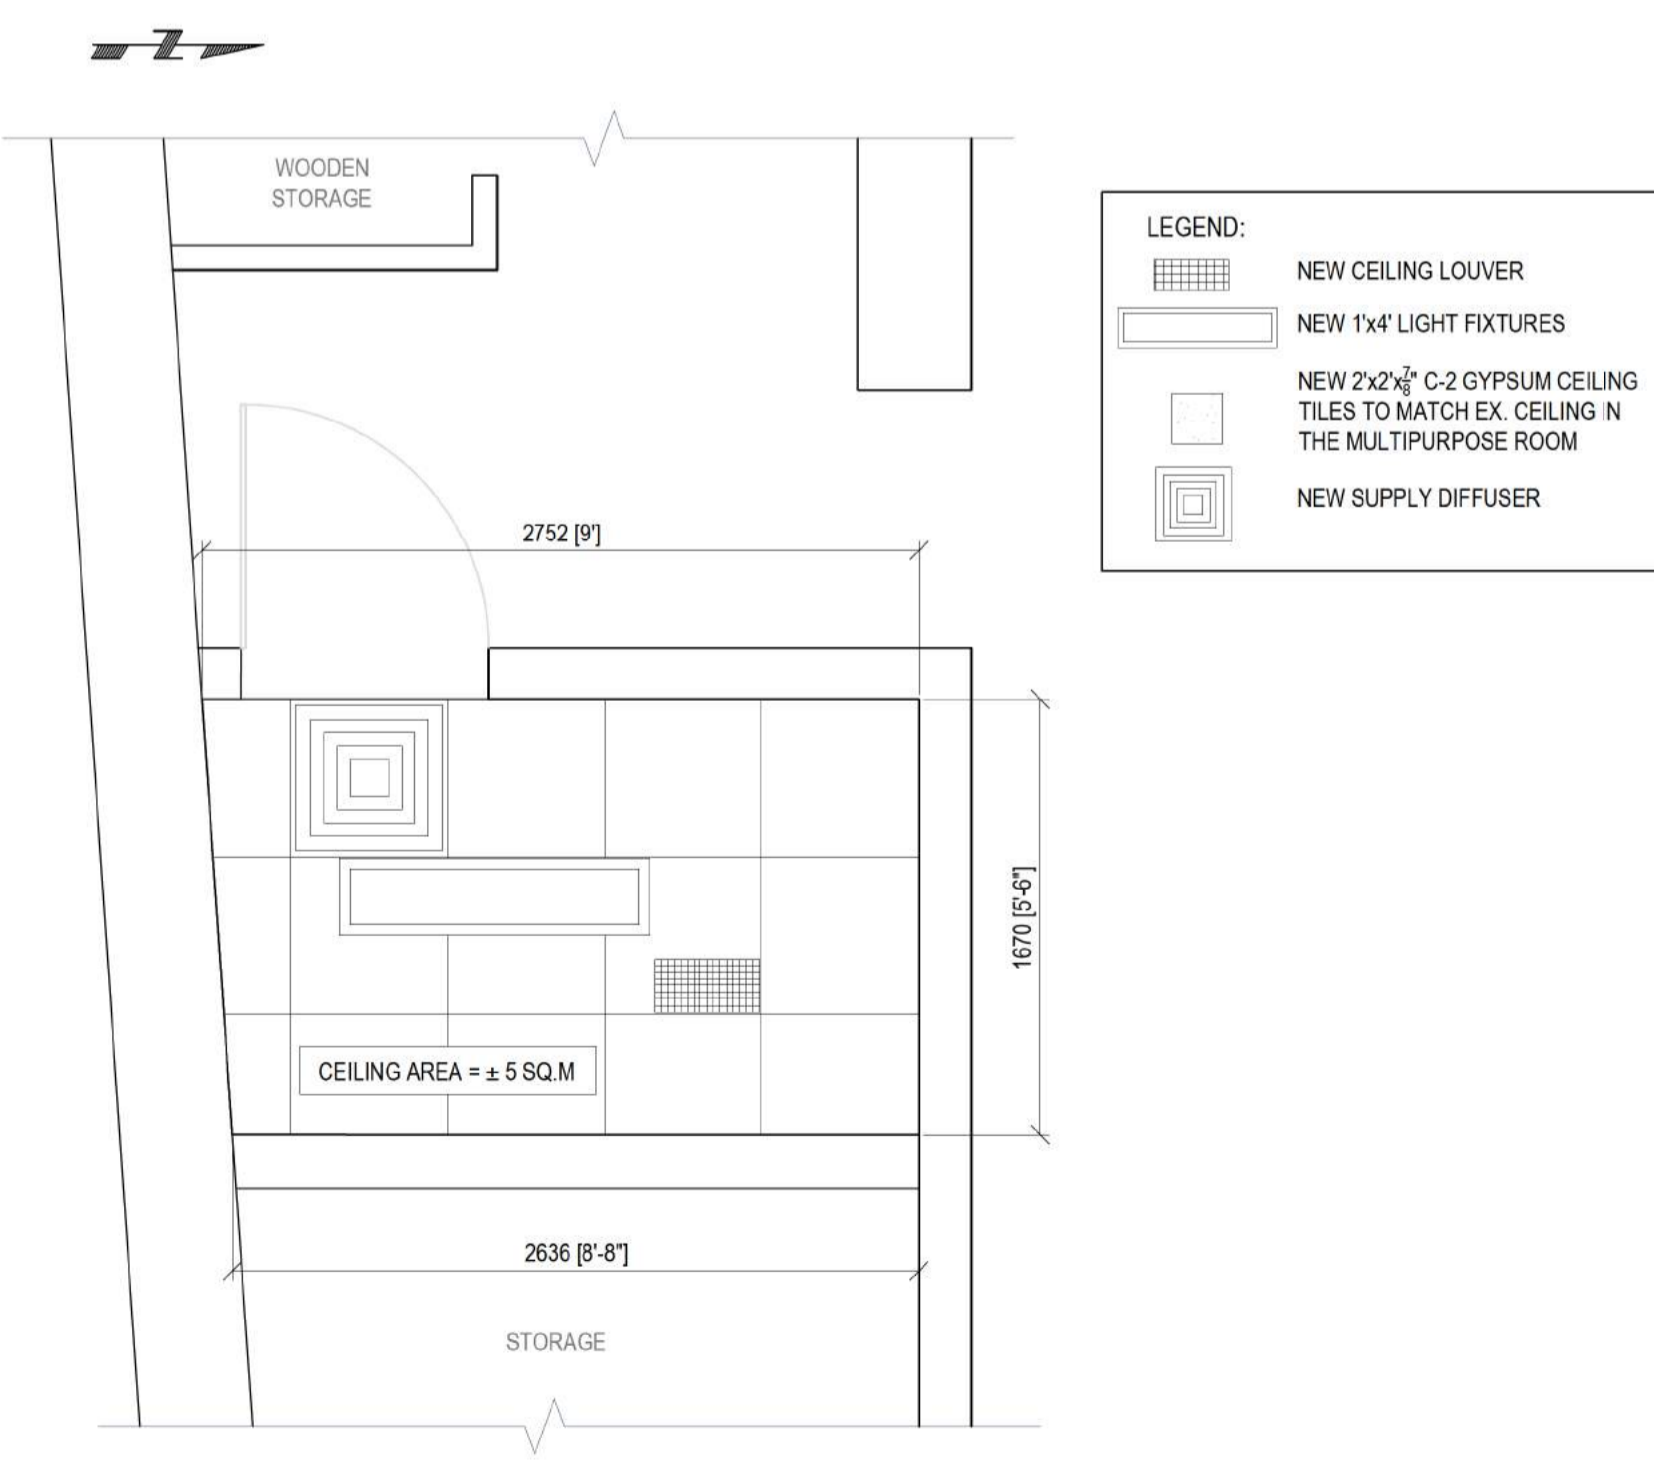 N
WOODEN
STORAGE
LEGEND:
NEW CEILING LOUVER
NEW 1'x4' LIGHT FIXTURES
NEW 2'x2'x7/8" C-2 GYPSUM CEILING
TILES TO MATCH EX. CEILING IN
THE MULTIPURPOSE ROOM
NEW SUPPLY DIFFUSER
2752 [9']
1670 [5'-6"]
CEILING AREA = ± 5 SQ.M
2636 [8'-8"]
STORAGE